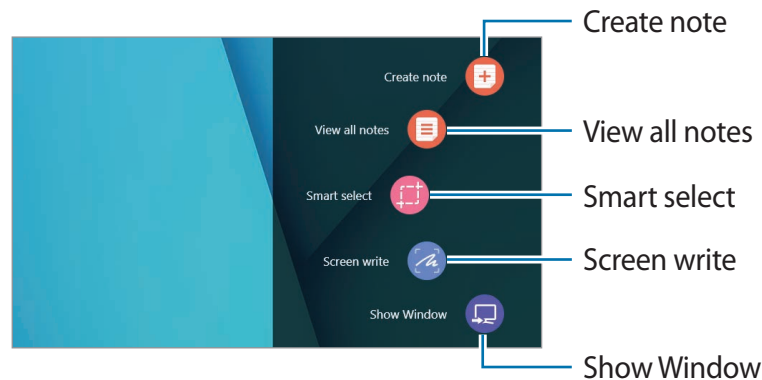 Create note
Create note
View all notes
View all notes
Smart select
Smart select
Screen write
Screen write
Show Window
Show Window